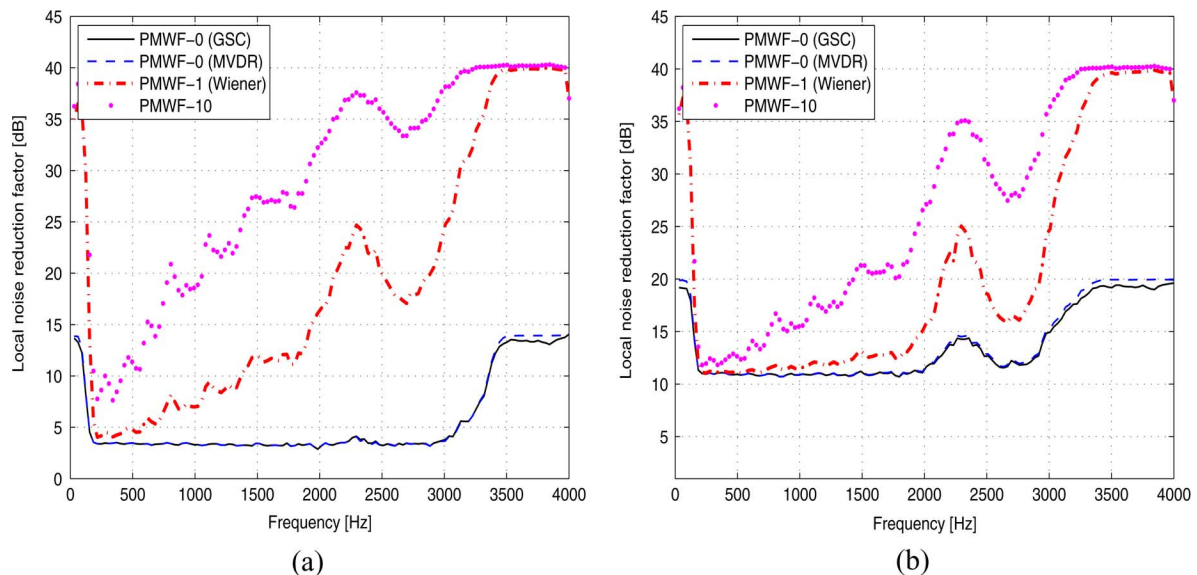 45
40
35
30
25
20
15
10
5
0
Local noise reduction factor [dB]
PMWF-0 (GSC)
PMWF-0 (MVDR)
PMWF-1 (Wiener)
PMWF-10
0 500 1000 1500 2000 2500 3000 3500 4000
Frequency [Hz]
(a)
45
40
35
30
25
20
15
10
5
Local noise reduction factor [dB]
PMWF-0 (GSC)
PMWF-0 (MVDR)
PMWF-1 (Wiener)
PMWF-10
0 500 1000 1500 2000 2500 3000 3500 4000
Frequency [Hz]
(b)